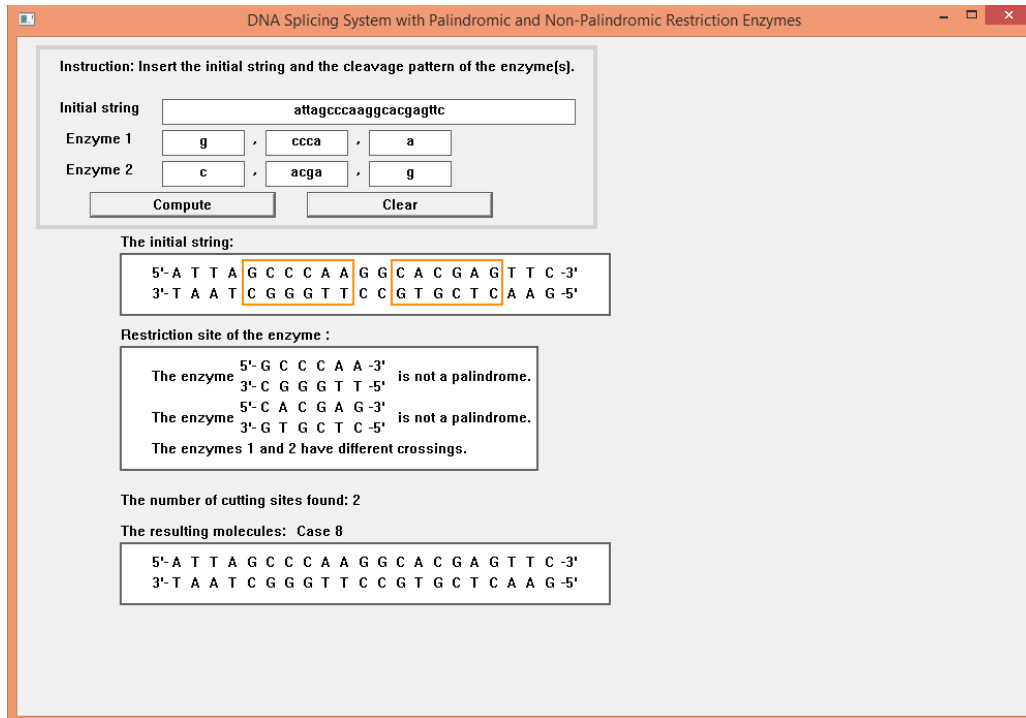 DNA Splicing System with Palindromic and Non-Palindromic Restriction Enzymes
Instruction: Insert the initial string and the cleavage pattern of the enzyme(s).
Initial string attagcccaaggcacgagttc
Enzyme 1 g , ccca , a
Enzyme 2 c , acga , g
Compute Clear
The initial string:
5'- A T T A G C C C A A G G C A C G A G T T C -3'
3'- T A A T C G G G T T C C G T G C T C A A G -5'
Restriction site of the enzyme :
The enzyme 5'- G C C C A A -3' is not a palindrome.
3'- C G G G T T -5'
The enzyme 5'- C A C G A G -3' is not a palindrome.
3'- G T G C T C -5'
The enzymes 1 and 2 have different crossings.
The number of cutting sites found: 2
The resulting molecules: Case 8
5'- A T T A G C C C A A G G C A C G A G T T C -3'
3'- T A A T C G G G T T C C G T G C T C A A G -5'